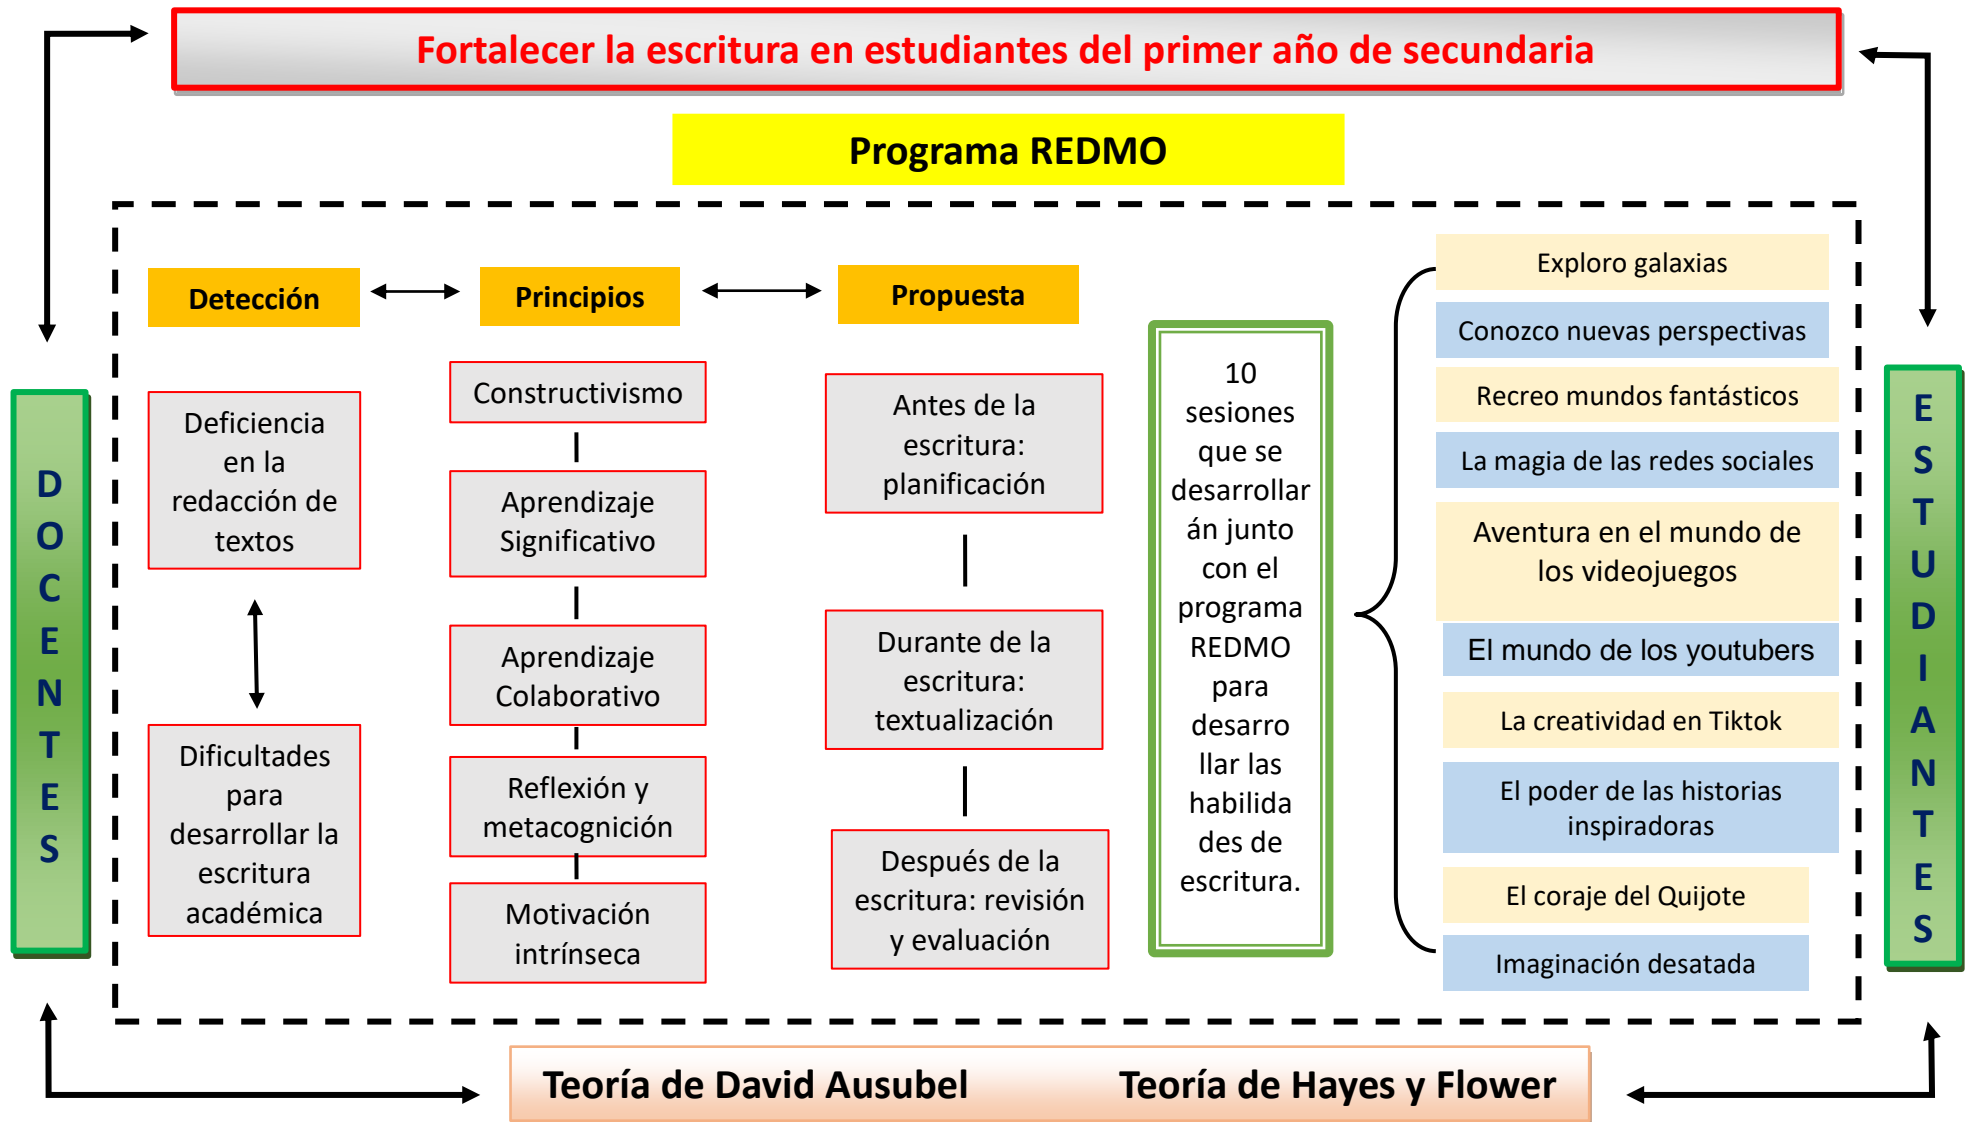 Fortalecer la escritura en estudiantes del primer año de secundaria
Programa REDMO
DOCENTES
Detección
Deficiencia
en la
redacción de
textos
Dificultades
para
desarrollar la
escritura
académica
Principios
Constructivismo
Aprendizaje
Significativo
Aprendizaje
Colaborativo
Reflexión y
metacognición
Motivación
intrínseca
Propuesta
Antes de la
escritura:
planificación
Durante de la
escritura:
textualización
Después de la
escritura: revisión
y evaluación
10
sesiones
que se
desarrollar
án junto
con el
programa
REDMO
para
desarro
llar las
habilida
des de
escritura.
Exploro galaxias
Conozco nuevas perspectivas
Recreo mundos fantásticos
La magia de las redes sociales
Aventura en el mundo de
los videojuegos
El mundo de los youtubers
La creatividad en Tiktok
El poder de las historias
inspiradoras
El coraje del Quijote
Imaginación desatada
ESTUDIANTES
Teoría de David Ausubel
Teoría de Hayes y Flower